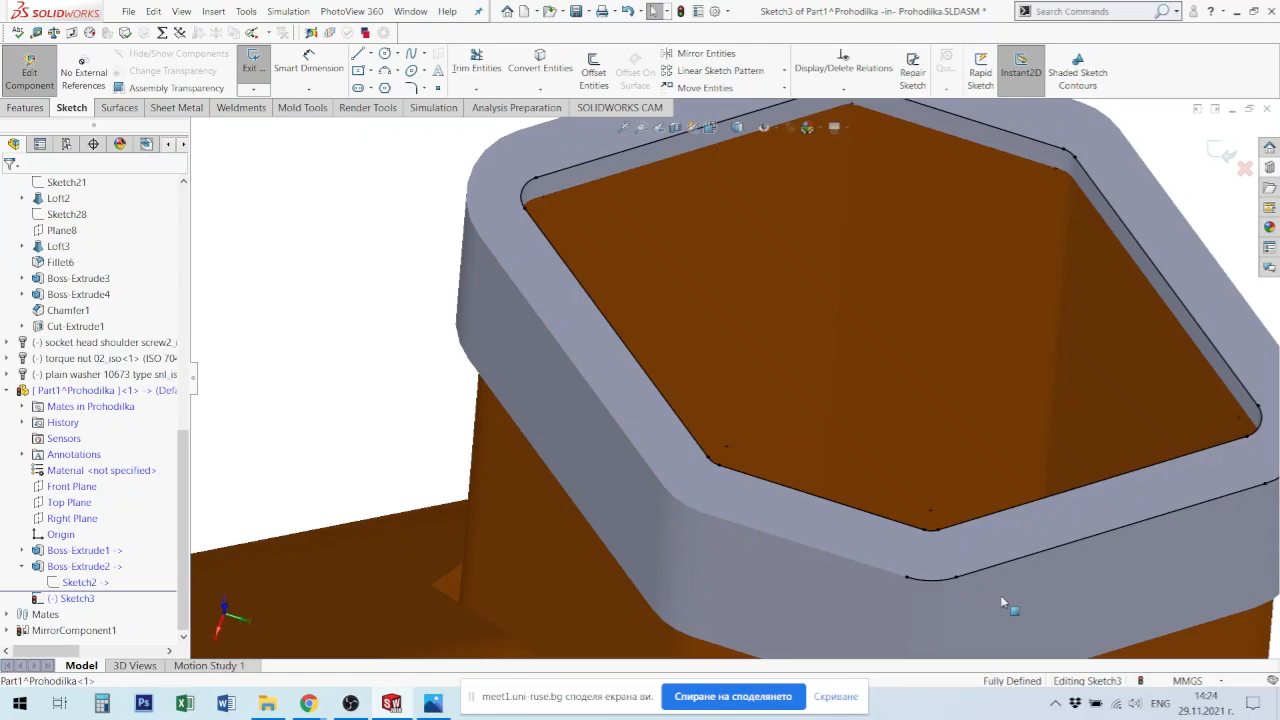 SOLIDWORKS File Edit View Insert Tools Simulation PhotoView 360 Window Help Sketch3 of Part1^Prohodilka -in- Prohodilka.SLDASM * Search Commands
Edit Component
No External References
Hide/Show Components
Change Transparency
Assembly Transparency
Exit ...
Smart Dimension
Trim Entities
Convert Entities
Offset Entities
Offset On Surface
Mirror Entities
Linear Sketch Pattern
Move Entities
Display/Delete Relations
Repair Sketch
Qui...
Rapid Sketch
Instant2D
Shaded Sketch Contours
Features Sketch Surfaces Sheet Metal Weldments Mold Tools Render Tools Simulation Analysis Preparation SOLIDWORKS CAM
Sketch21
Loft2
Sketch28
Plane8
Loft3
Fillet6
Boss-Extrude3
Boss-Extrude4
Chamfer1
Cut-Extrude1
(-) socket head shoulder screw2_i
(-) torque nut 02_iso<1> (ISO 704
(-) plain washer 10673 type snl_is
[ Part1^Prohodilka ]<1> -> (Defa
Mates in Prohodilka
History
Sensors
Annotations
Material <not specified>
Front Plane
Top Plane
Right Plane
Origin
Boss-Extrude1 ->
Boss-Extrude2 ->
Sketch2 ->
(-) Sketch3
Mates
MirrorComponent1
Model 3D Views Motion Study 1
Part1^Prohodilka<1> Fully Defined Editing Sketch3 MMGS
meet1.uni-ruse.bg споделя екрана ви. Спиране на споделянето Скриване
ENG 14:24
29.11.2021 г.